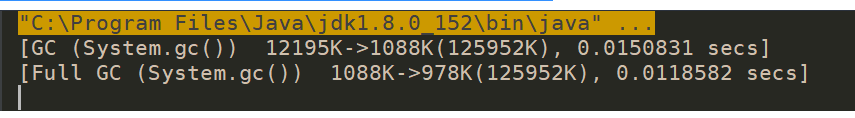 "C:\Program Files\Java\jdk1.8.0_152\bin\java" ...
[GC (System.gc())  12195K->1088K(125952K), 0.0150831 secs]
[Full GC (System.gc())  1088K->978K(125952K), 0.0118582 secs]